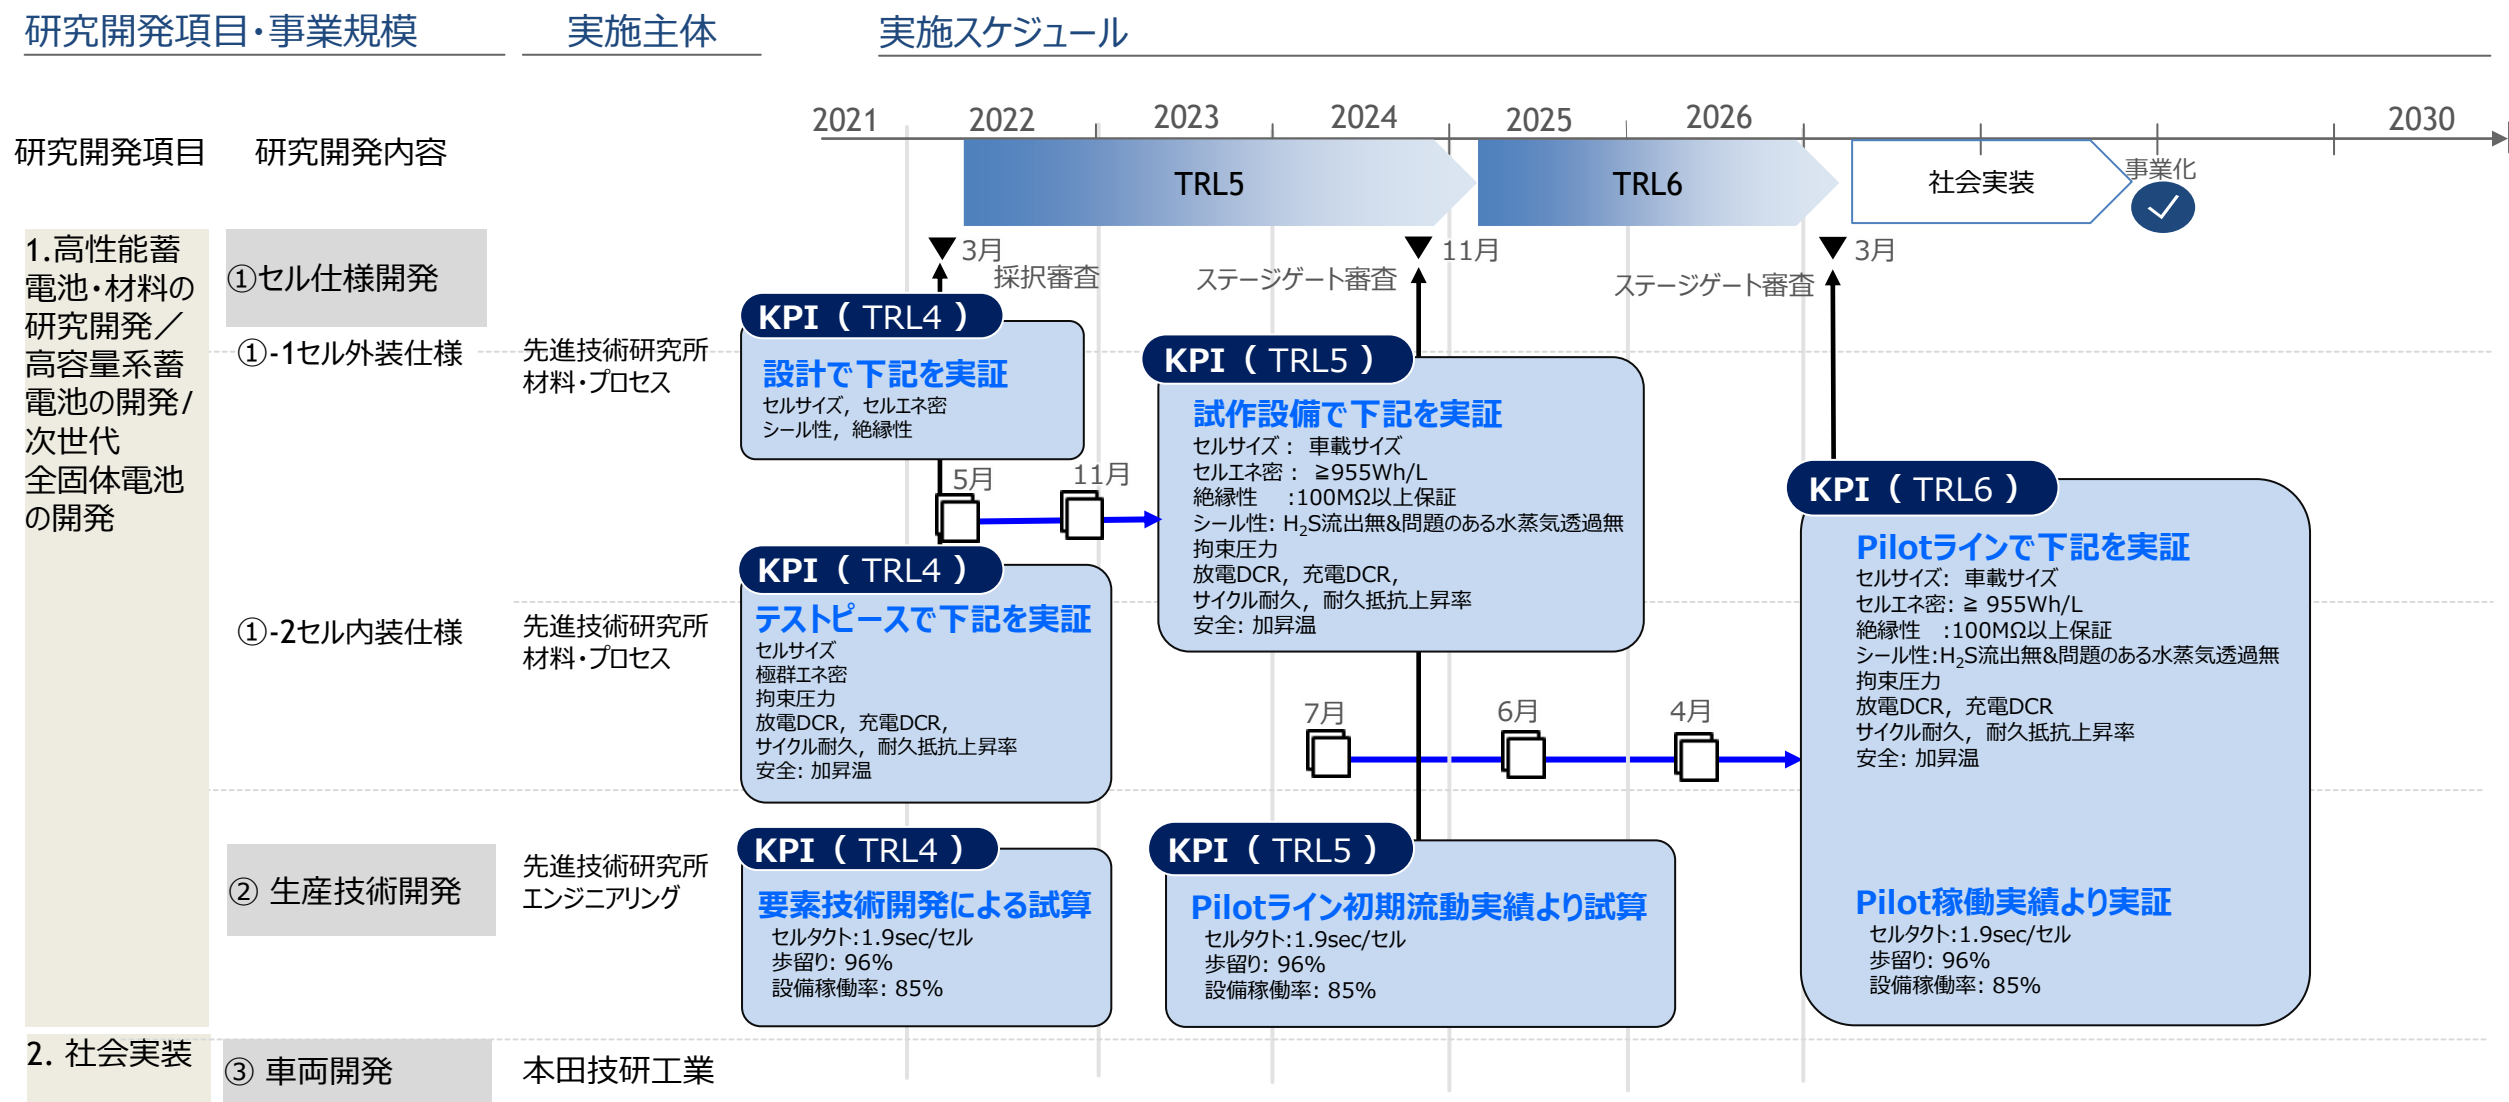 研究開発項目・事業規模
実施主体
実施スケジュール
2021
2022
2023
2024
2025
2026
2030
研究開発項目
研究開発内容
TRL5
TRL6
社会実装
事業化
1.高性能蓄
電池・材料の
研究開発／
高容量系蓄
電池の開発/
次世代
全固体電池
の開発
①セル仕様開発
3月
採択審査
ステージゲート審査
11月
ステージゲート審査
3月
①-1セル外装仕様
先進技術研究所
材料・プロセス
KPI（ TRL4 ）
設計で下記を実証
セルサイズ，セルエネ密
シール性，絶縁性
5月
11月
KPI（ TRL5 ）
試作設備で下記を実証
セルサイズ： 車載サイズ
セルエネ密： ≧955Wh/L
絶縁性 :100MΩ以上保証
シール性: H₂S流出無&問題のある水蒸気透過無
拘束圧力
放電DCR，充電DCR，
サイクル耐久，耐久抵抗上昇率
安全: 加昇温
KPI（ TRL6 ）
Pilotラインで下記を実証
セルサイズ: 車載サイズ
セルエネ密: ≧ 955Wh/L
絶縁性 :100MΩ以上保証
シール性:H₂S流出無&問題のある水蒸気透過無
拘束圧力
放電DCR，充電DCR
サイクル耐久，耐久抵抗上昇率
安全: 加昇温
①-2セル内装仕様
先進技術研究所
材料・プロセス
KPI（ TRL4 ）
テストピースで下記を実証
セルサイズ
極群エネ密
拘束圧力
放電DCR，充電DCR，
サイクル耐久，耐久抵抗上昇率
安全: 加昇温
7月
6月
4月
② 生産技術開発
先進技術研究所
エンジニアリング
KPI（ TRL4 ）
要素技術開発による試算
セルタクト:1.9sec/セル
歩留り: 96%
設備稼働率: 85%
KPI（ TRL5 ）
Pilotライン初期流動実績より試算
セルタクト:1.9sec/セル
歩留り: 96%
設備稼働率: 85%
Pilot稼働実績より実証
セルタクト:1.9sec/セル
歩留り: 96%
設備稼働率: 85%
2. 社会実装
③ 車両開発
本田技研工業